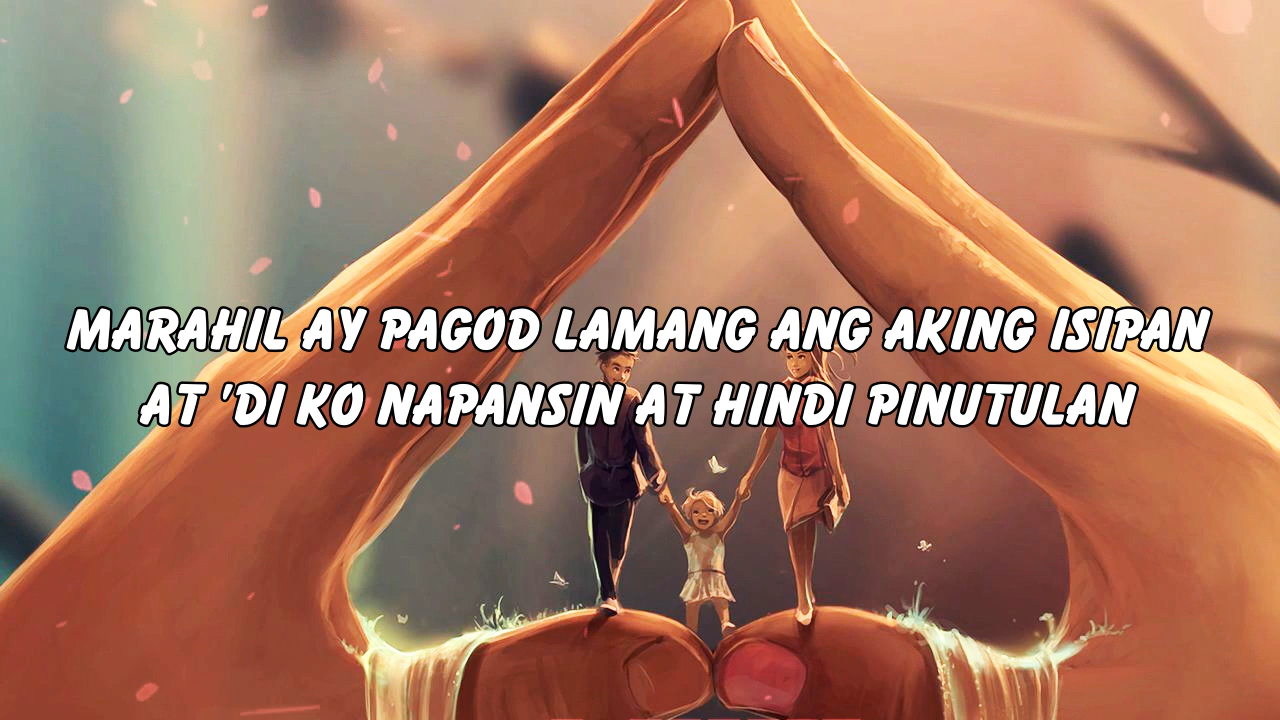 MARAHIL AY PAGOD LAMANG ANG AKING ISIPAN
AT 'DI KO NAPANSIN AT HINDI PINUTULAN